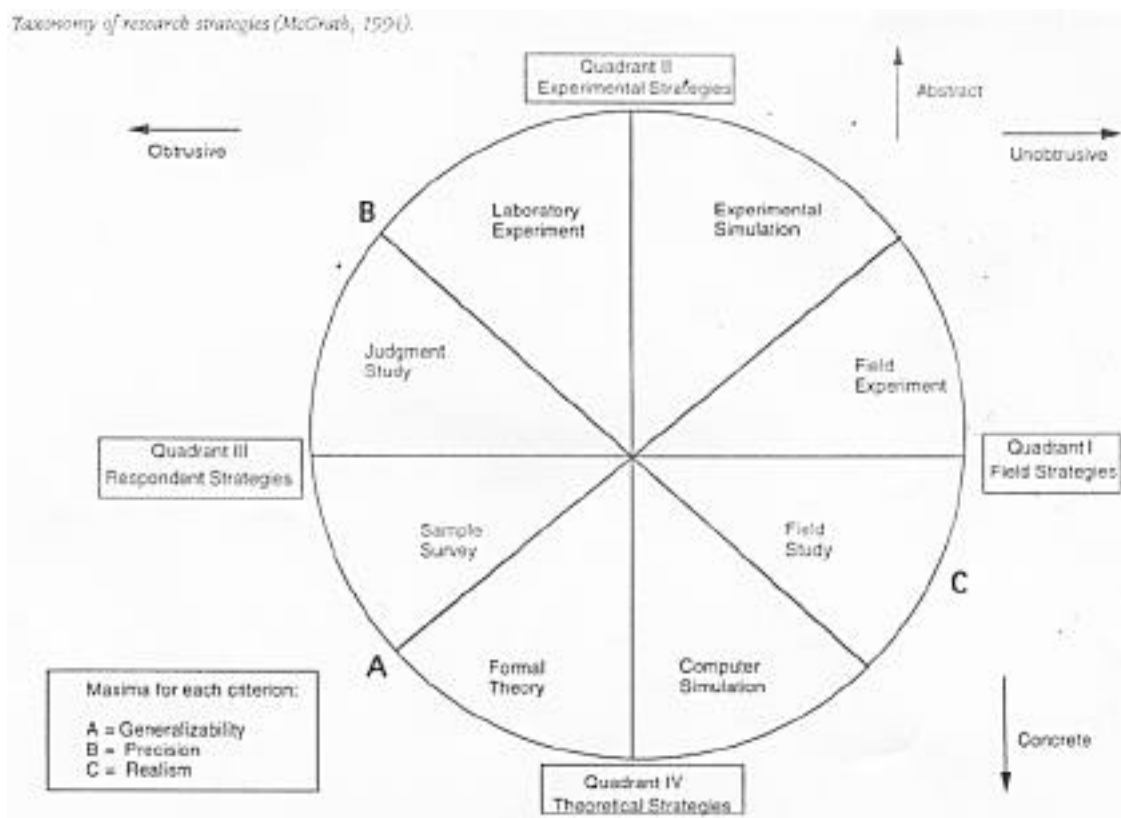 Taxonomy of research strategies (McGrath, 1991).
Quadrant II
Experimental Strategies
Abstract
Obtrusive
Unobtrusive
B
Laboratory
Experiment
Experimental
Simulation
Judgment
Study
Field
Experiment
Quadrant III
Respondant Strategies
Quadrant I
Field Strategies
Sample
Survey
Field
Study
C
A
Formal
Theory
Computer
Simulation
Maxima for each criterion:
A = Generalizability
B = Precision
C = Realism
Concrete
Quadrant IV
Theoretical Strategies